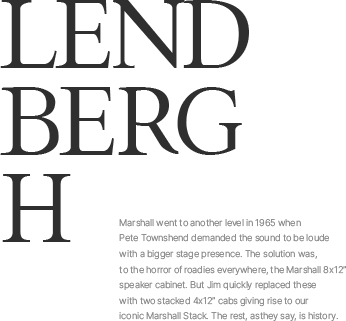 LEND
BERG
H
Marshall went to another level in 1965 when
Pete Townshend demanded the sound to be loude
with a bigger stage presence. The solution was,
to the horror of roadies everywhere, the Marshall 8x12"
speaker cabinet. But Jim quickly replaced these
with two stacked 4x12" cabs giving rise to our
iconic Marshall Stack. The rest, asthey say, is history.